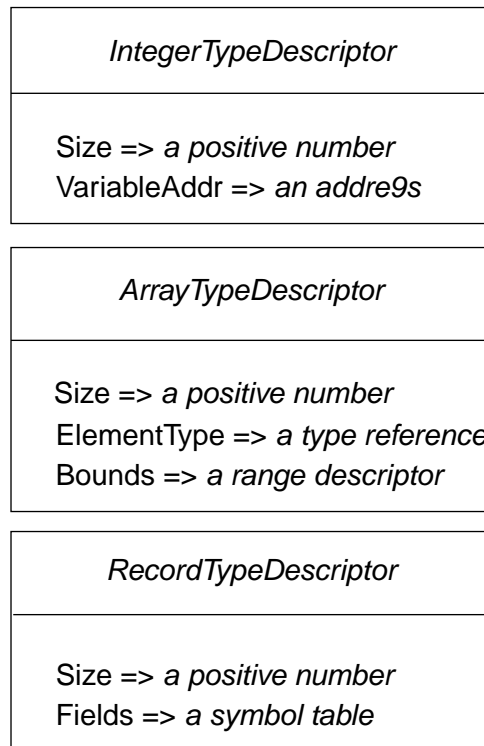 IntegerTypeDescriptor
Size => a positive number
VariableAddr => an addre9s
ArrayTypeDescriptor
Size => a positive number
ElementType => a type reference
Bounds => a range descriptor
RecordTypeDescriptor
Size => a positive number
Fields => a symbol table